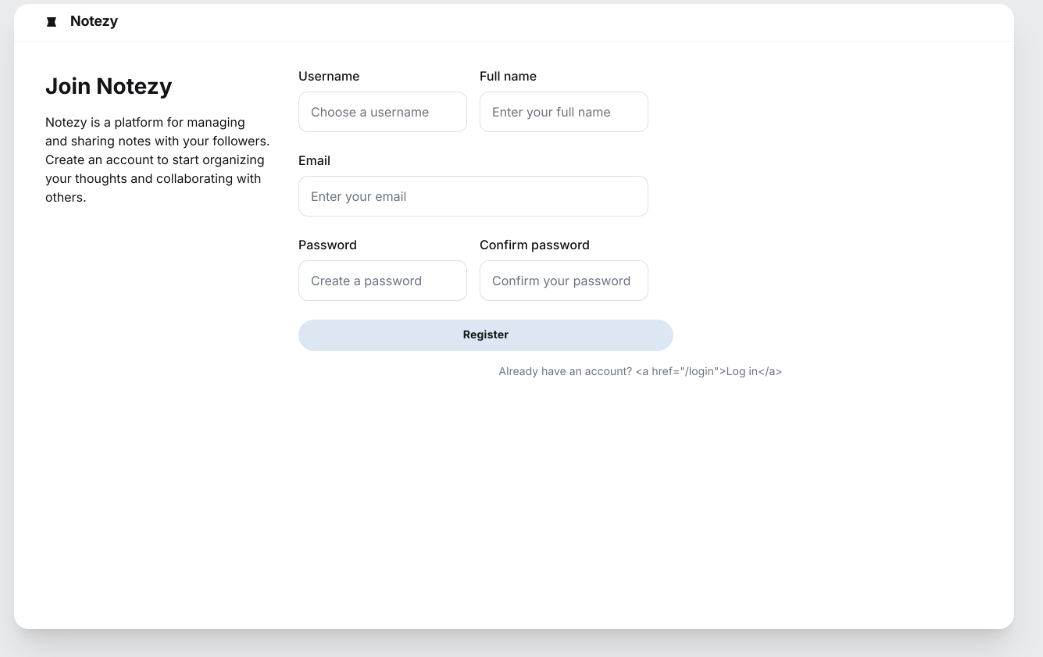 Notezy
Join Notezy
Notezy is a platform for managing
and sharing notes with your followers.
Create an account to start organizing
your thoughts and collaborating with
others.
Username
Full name
Choose a username
Enter your full name
Email
Enter your email
Password
Confirm password
Create a password
Confirm your password
Register
Already have an account? <a href="/login">Log in</a>